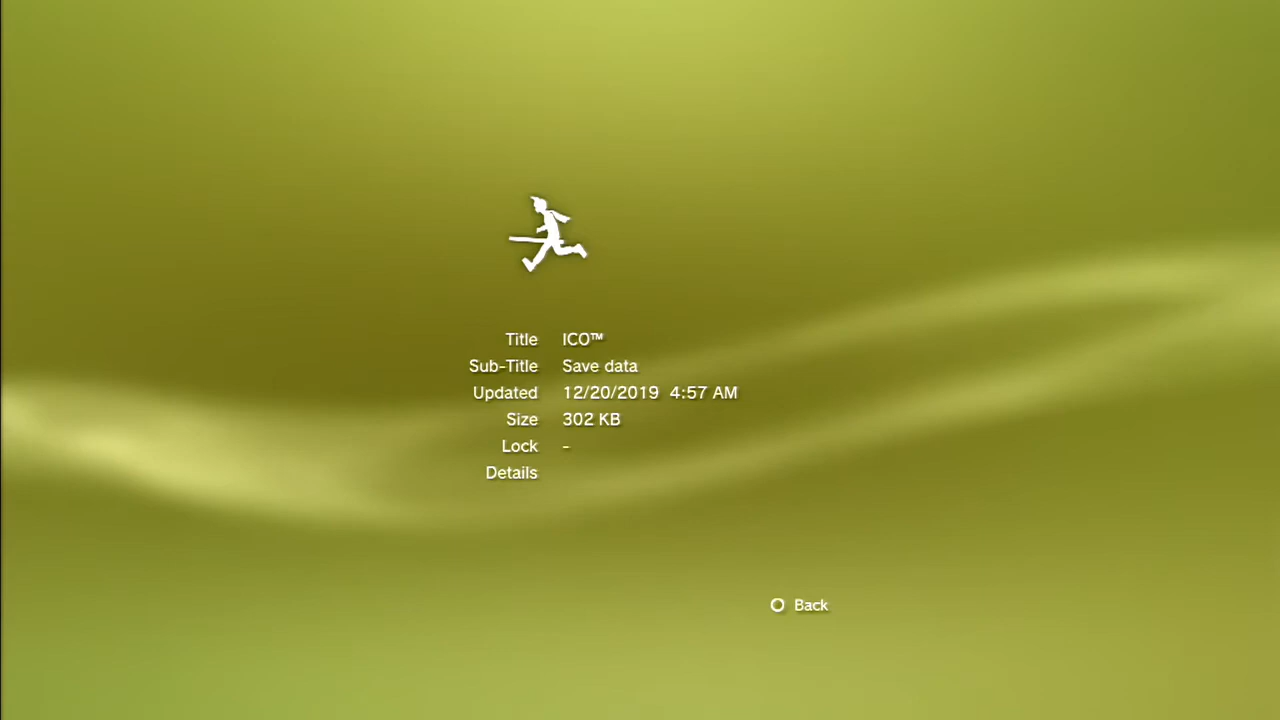 Title ICO™
Sub-Title Save data
Updated 12/20/2019 4:57 AM
Size 302 KB
Lock -
Details
Back